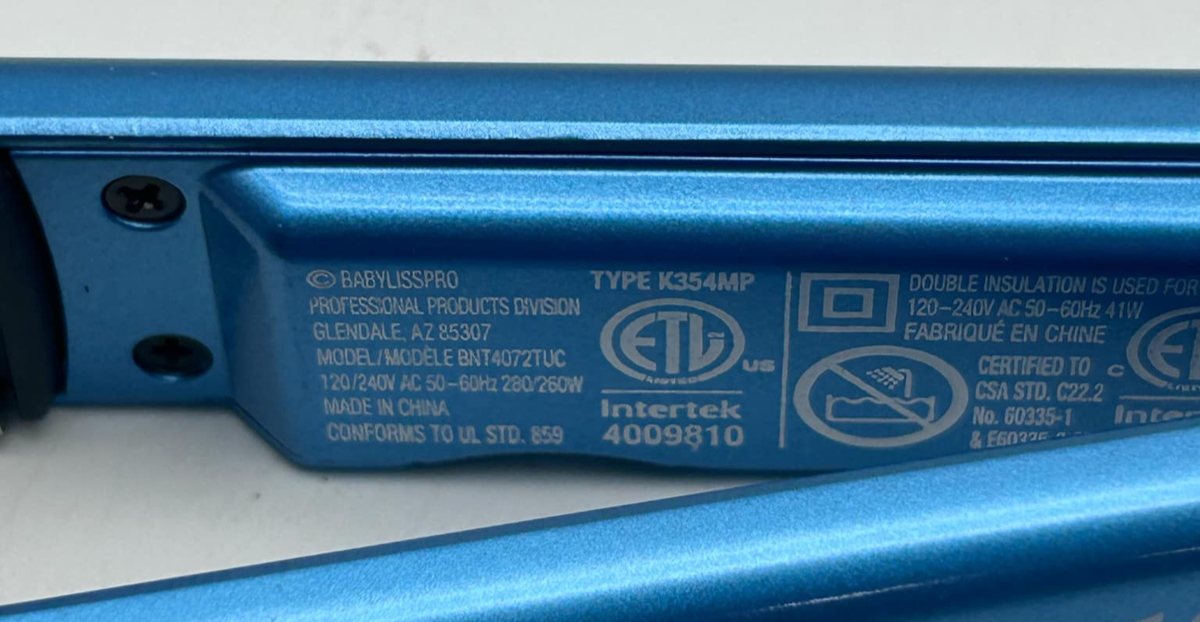 © BABYLISSPRO
PROFESSIONAL PRODUCTS DIVISION
GLENDALE, AZ 85307
MODEL/MODÈLE BNT4072TUC
120/240V AC 50-60Hz 280/260W
MADE IN CHINA
CONFORMS TO UL STD. 859
TYPE K354MP
ETL
LISTED
US
Intertek
4009810
DOUBLE INSULATION IS USED FOR
120-240V AC 50-60Hz 41W
FABRIQUÉ EN CHINE
CERTIFIED TO
CSA STD. C22.2
No. 60335-1
&
C